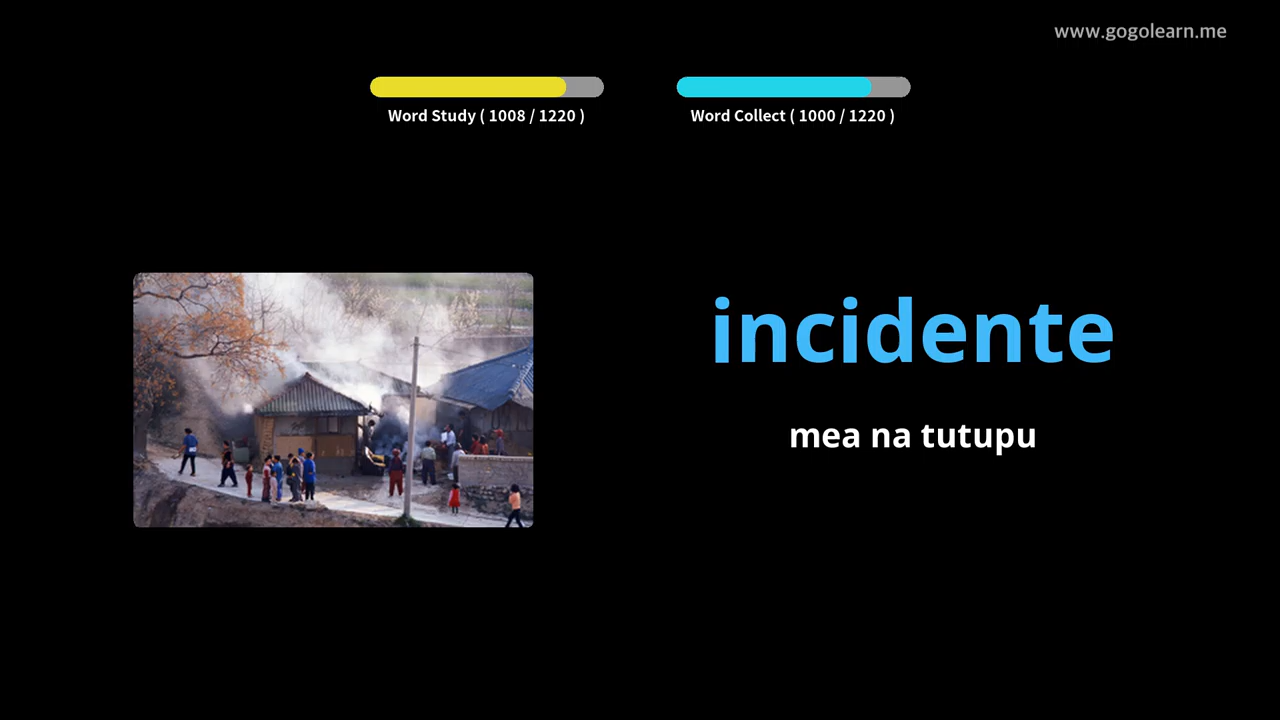 www.gogolearn.me
Word Study ( 1008 / 1220 )
Word Collect ( 1000 / 1220 )
incidente
mea na tutupu